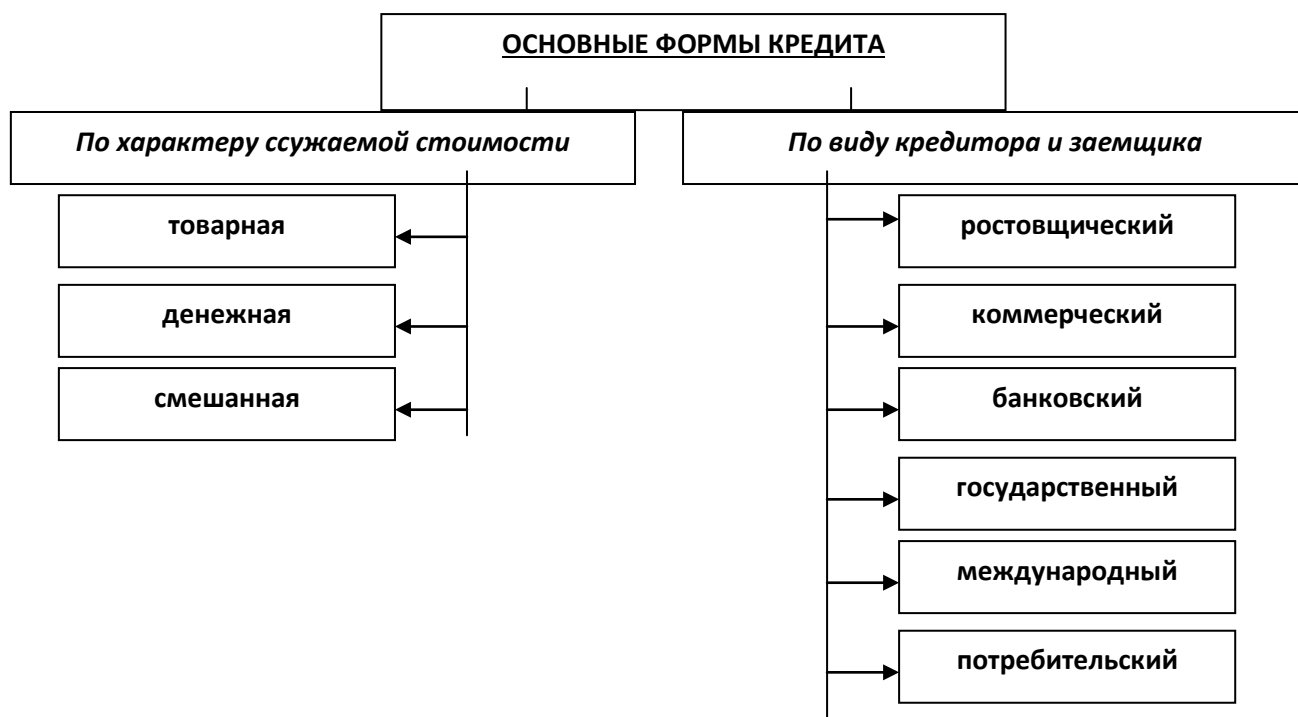 ОСНОВНЫЕ ФОРМЫ КРЕДИТА
По характеру ссужаемой стоимости
товарная
денежная
смешанная
По виду кредитора и заемщика
ростовщический
коммерческий
банковский
государственный
международный
потребительский